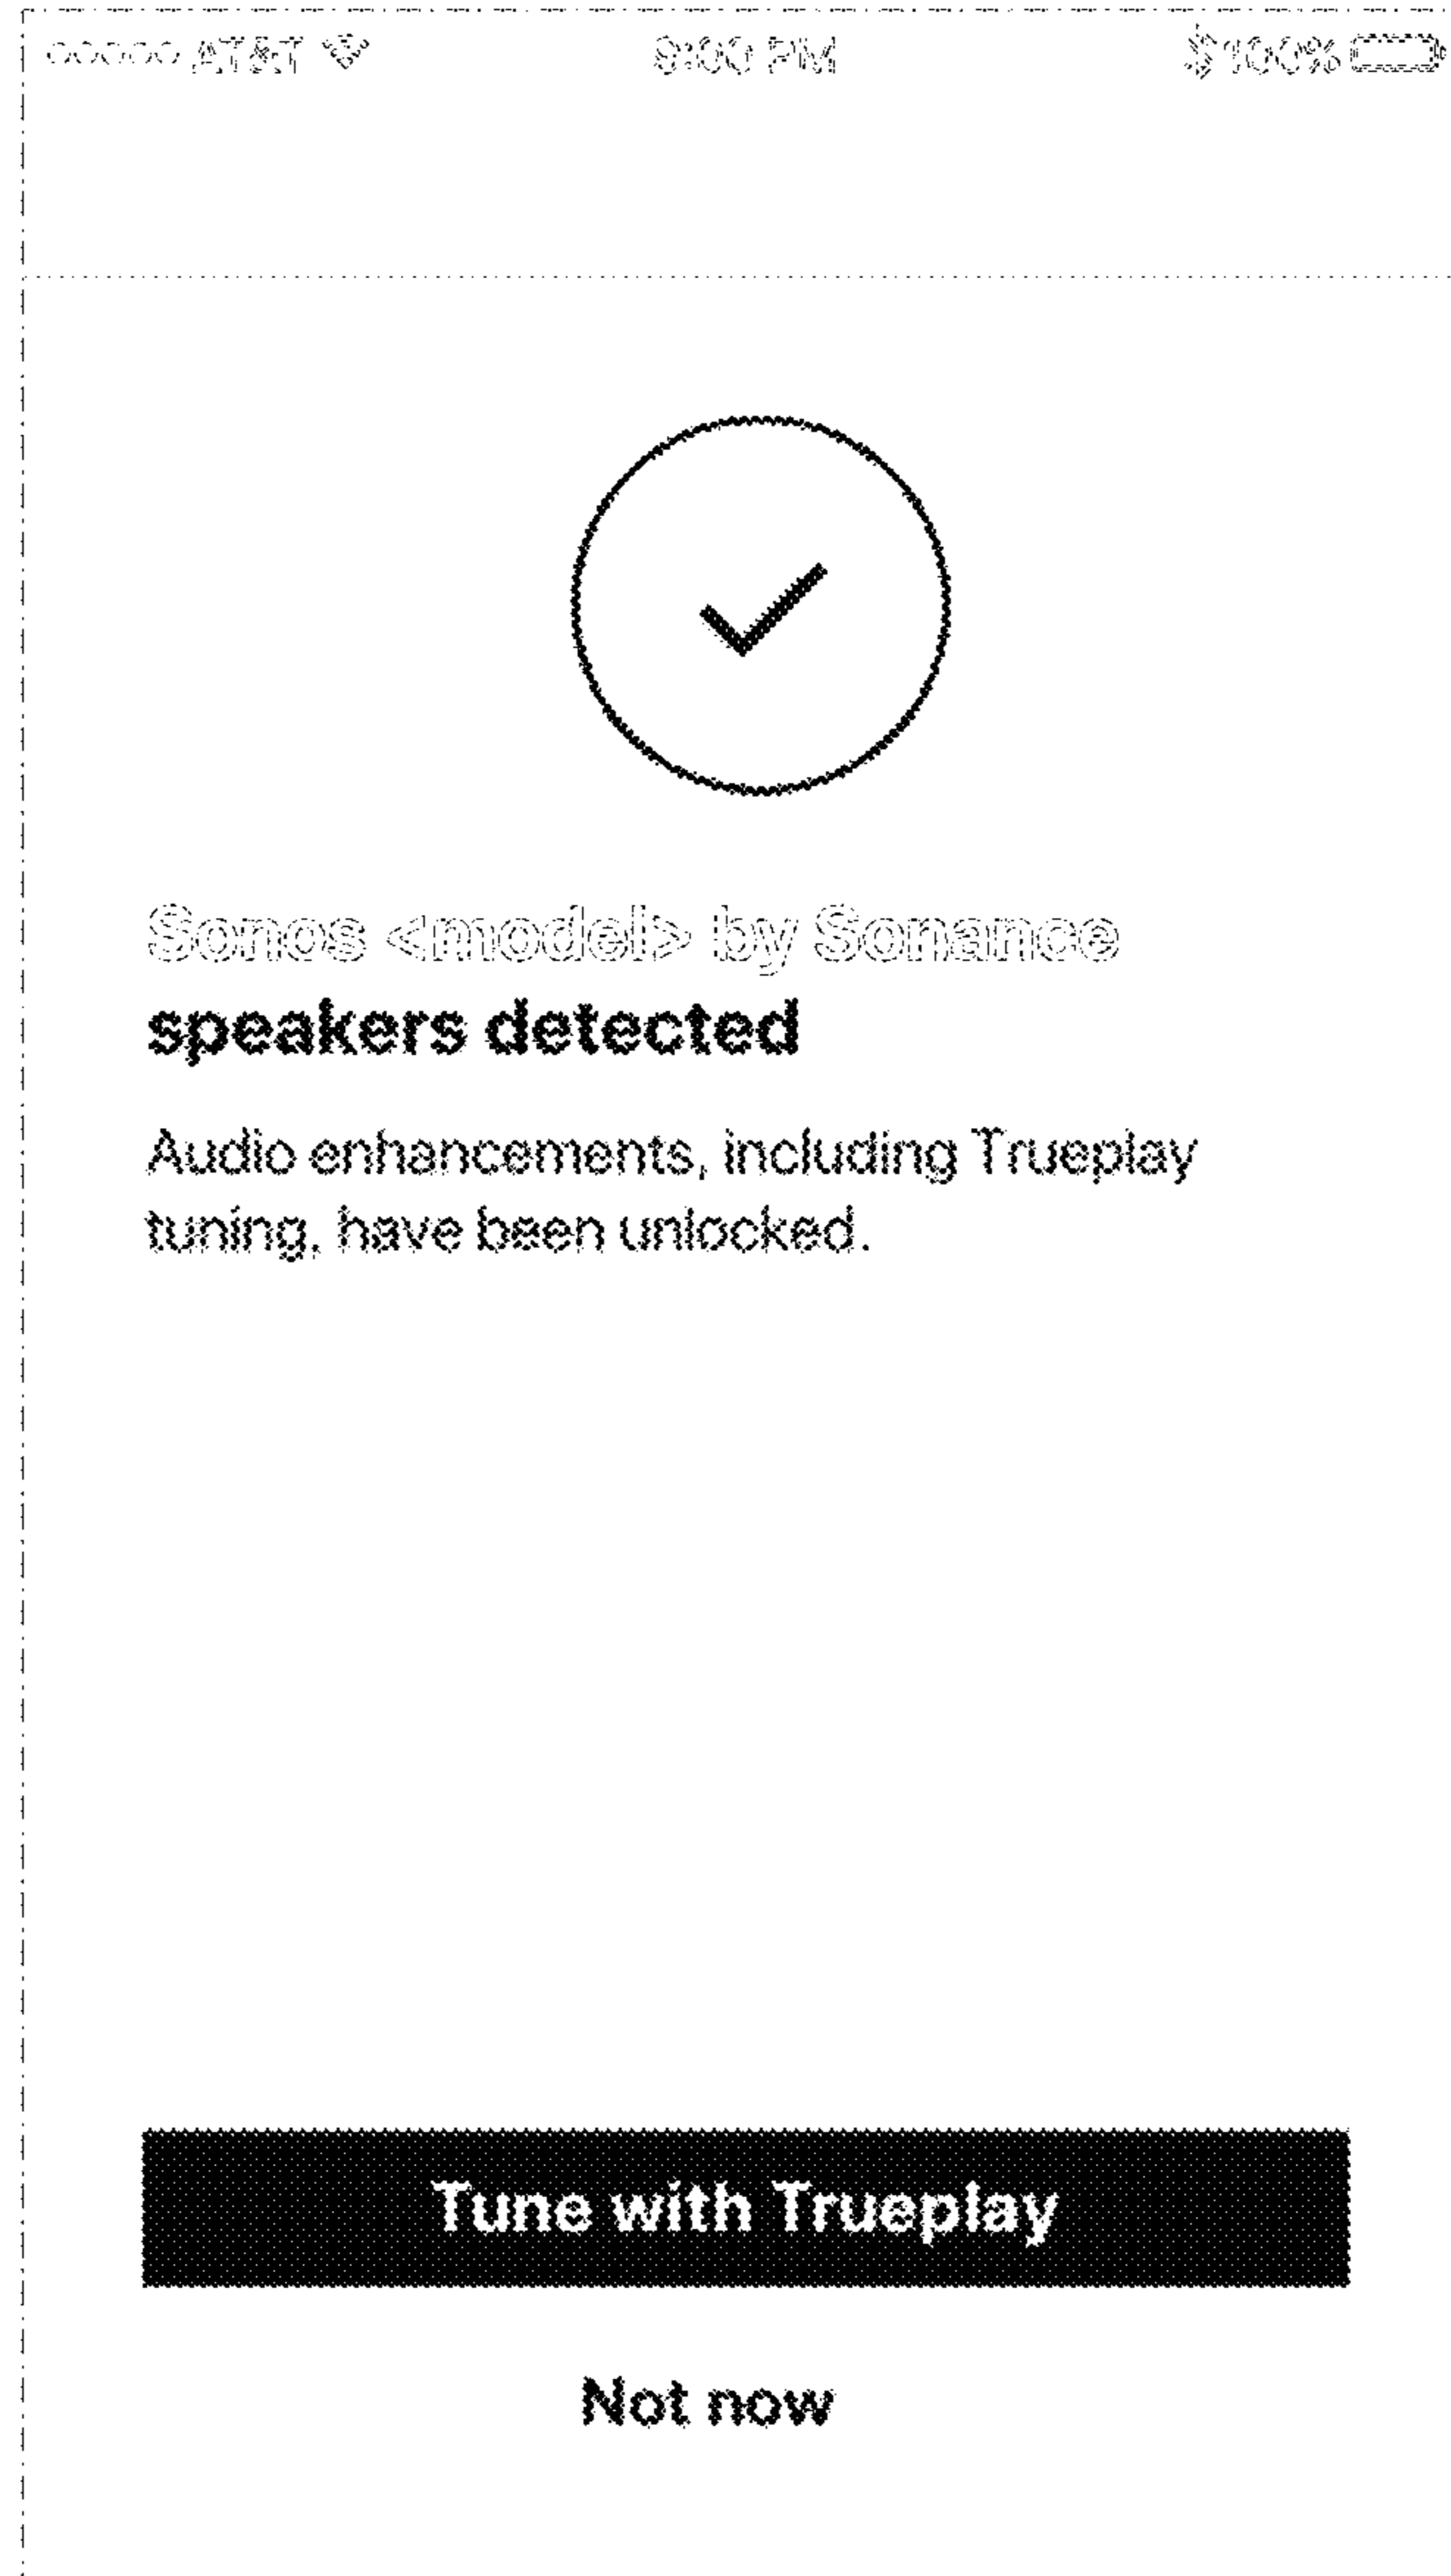 AT&T 9:00 PM 100%
Sonos <model> by Sonance
speakers detected
Audio enhancements, including Trueplay
tuning, have been unlocked.
Tune with Trueplay
Not now